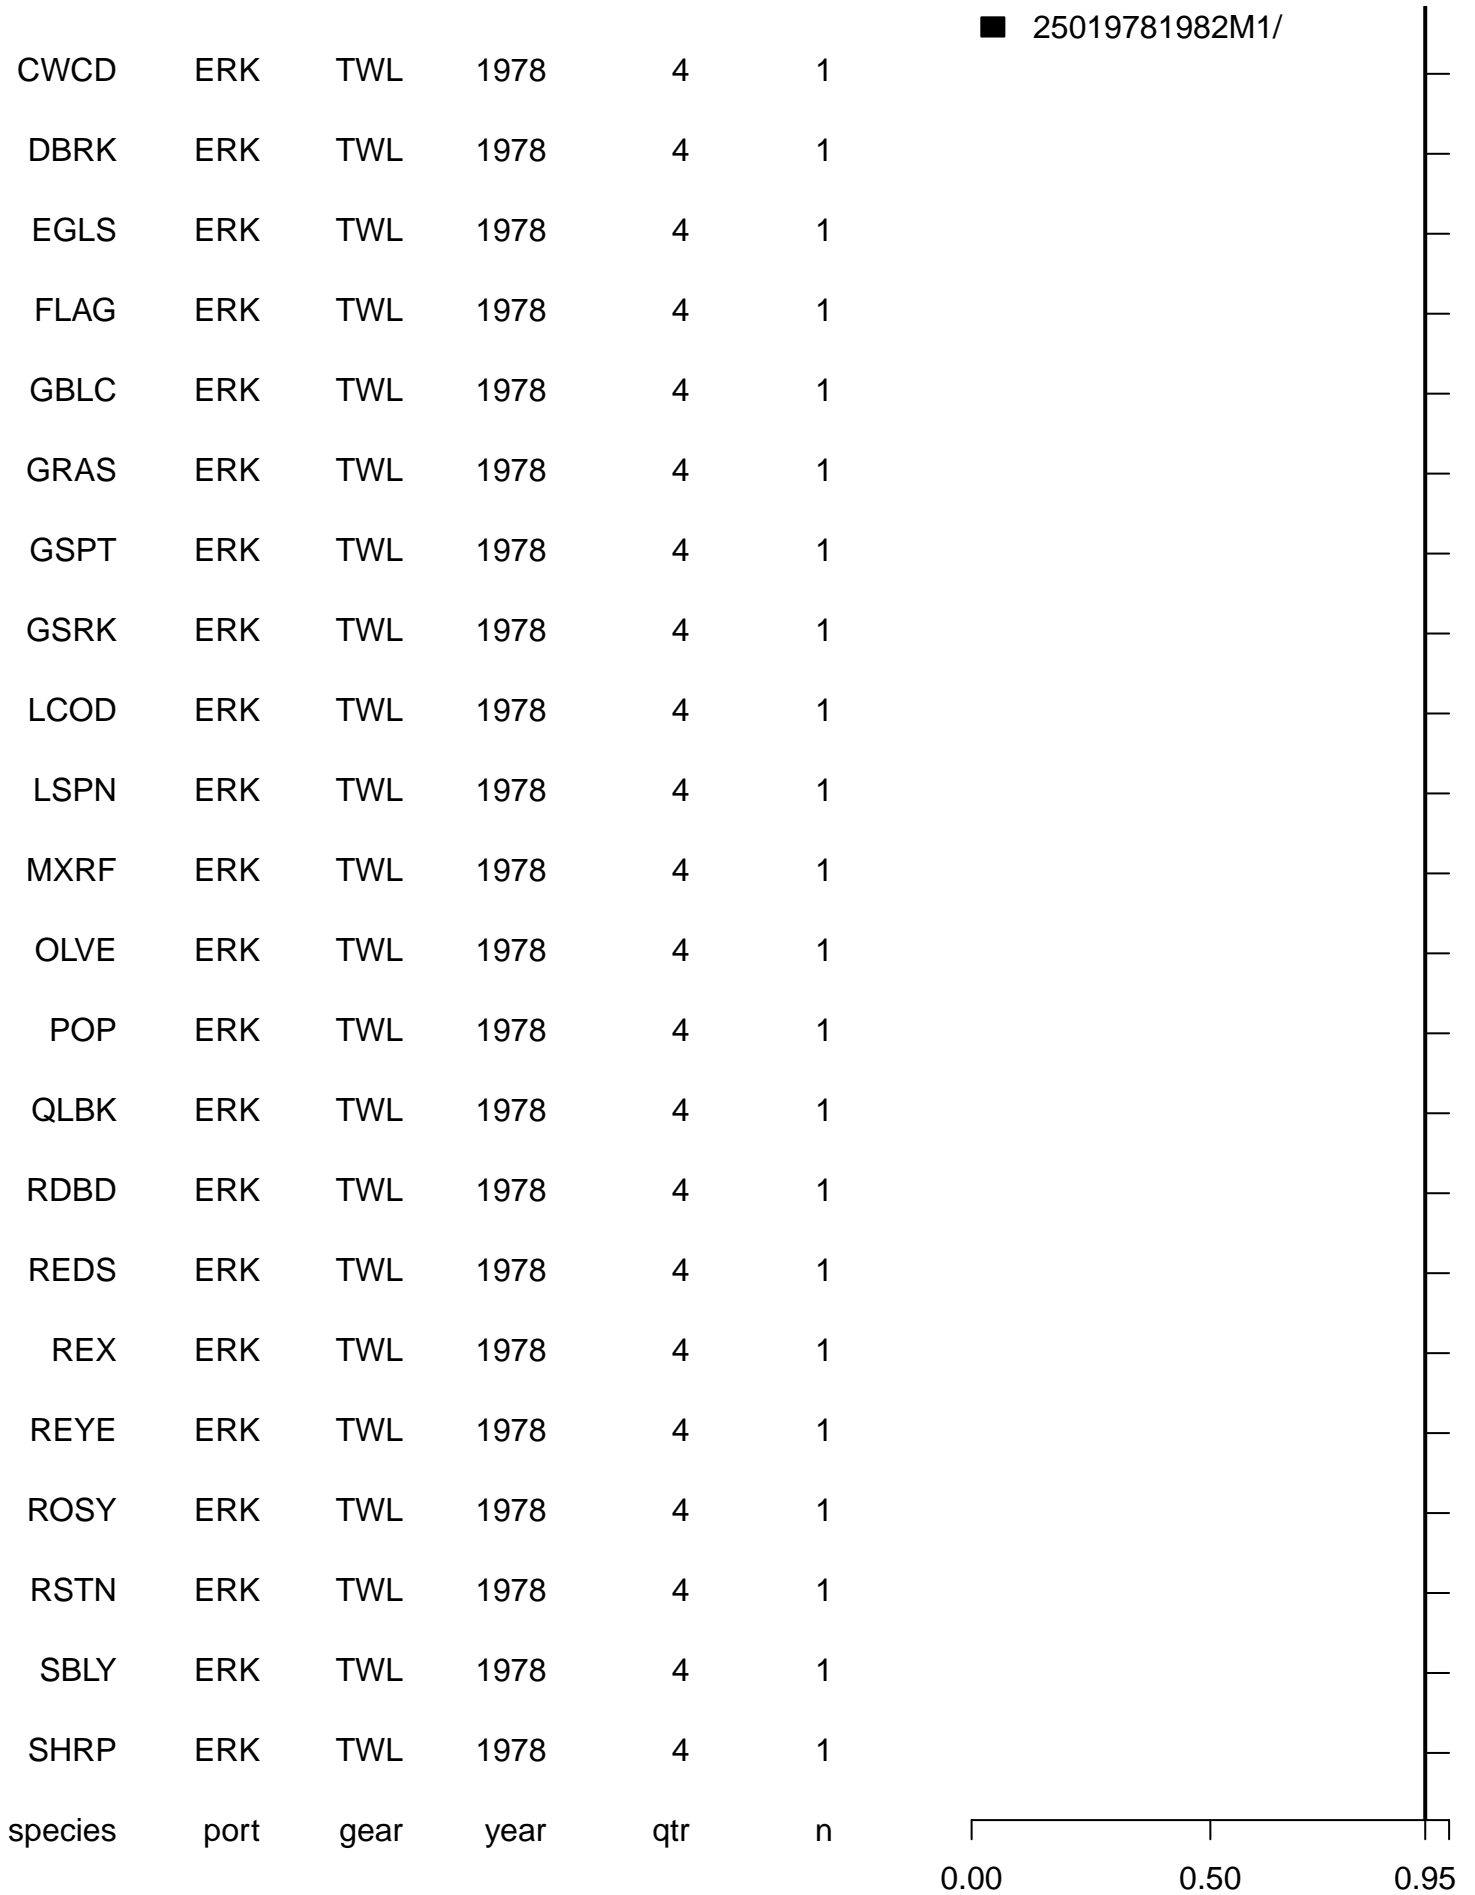 25019781982M1/
CWCD ERK TWL 1978 4 1
DBRK ERK TWL 1978 4 1
EGLS ERK TWL 1978 4 1
FLAG ERK TWL 1978 4 1
GBLC ERK TWL 1978 4 1
GRAS ERK TWL 1978 4 1
GSPT ERK TWL 1978 4 1
GSRK ERK TWL 1978 4 1
LCOD ERK TWL 1978 4 1
LSPN ERK TWL 1978 4 1
MXRF ERK TWL 1978 4 1
OLVE ERK TWL 1978 4 1
POP ERK TWL 1978 4 1
QLBK ERK TWL 1978 4 1
RDBD ERK TWL 1978 4 1
REDS ERK TWL 1978 4 1
REX ERK TWL 1978 4 1
REYE ERK TWL 1978 4 1
ROSY ERK TWL 1978 4 1
RSTN ERK TWL 1978 4 1
SBLY ERK TWL 1978 4 1
SHRP ERK TWL 1978 4 1
species port gear year qtr n
0.00 0.50 0.95